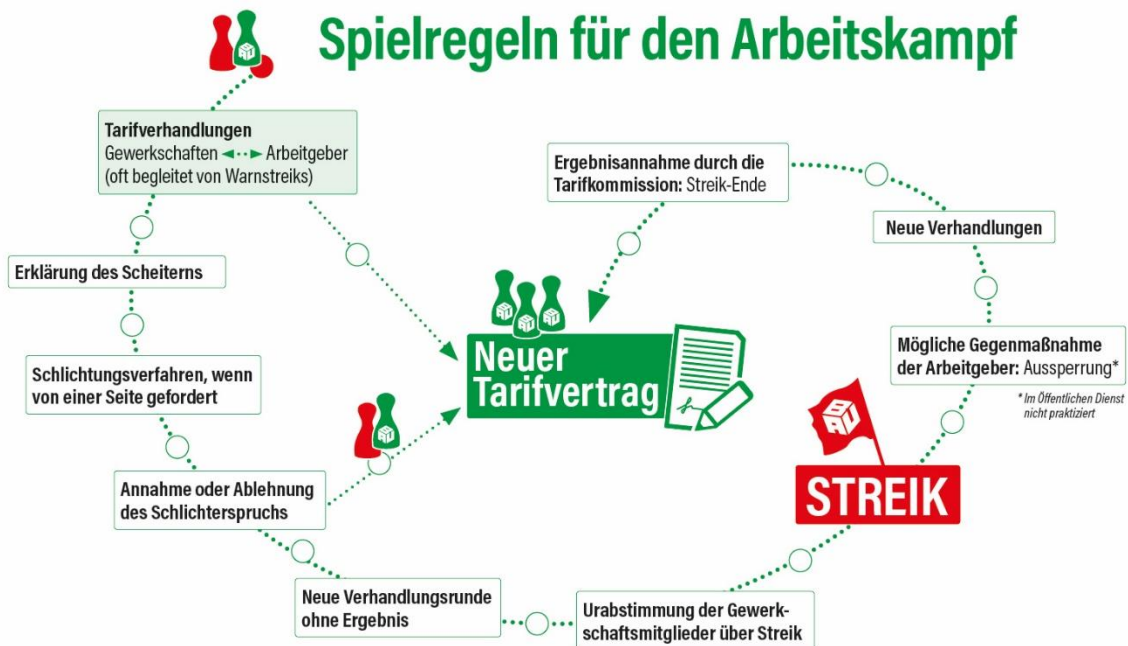 Spielregeln für den Arbeitskampf
Tarifverhandlungen
Gewerkschaften Arbeitgeber
(oft begleitet von Warnstreiks)
Erklärung des Scheiterns
Schlichtungsverfahren, wenn
von einer Seite gefordert
Annahme oder Ablehnung
des Schlichterspruchs
Neue Verhandlungsrunde
ohne Ergebnis
Urabstimmung der Gewerk-
schaftsmitglieder über Streik
STREIK
Mögliche Gegenmaßnahme
der Arbeitgeber: Aussperrung*
* Im Öffentlichen Dienst
nicht praktiziert
Neue Verhandlungen
Ergebnisannahme durch die
Tarifkommission: Streik-Ende
Neuer
Tarifvertrag